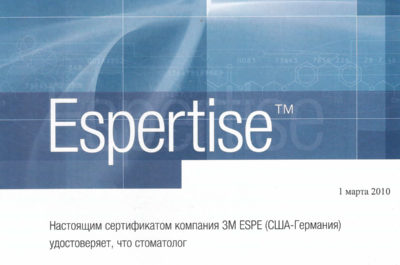 Espertise™
1 марта 2010
Настоящим сертификатом компания 3M ESPE (США-Германия)
удостоверяет, что стоматолог